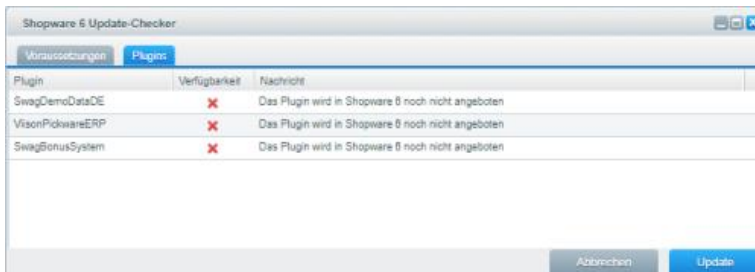 Shopware 6 Update-Checker
Voraussetzungen Plugins
Plugin Verfügbarkeit Nachricht
SwagDemoDataDE Das Plugin wird in Shopware 6 noch nicht angeboten
ViisonPickwareERP Das Plugin wird in Shopware 6 noch nicht angeboten
SwagBonusSystem Das Plugin wird in Shopware 6 noch nicht angeboten
Abbrechen Update